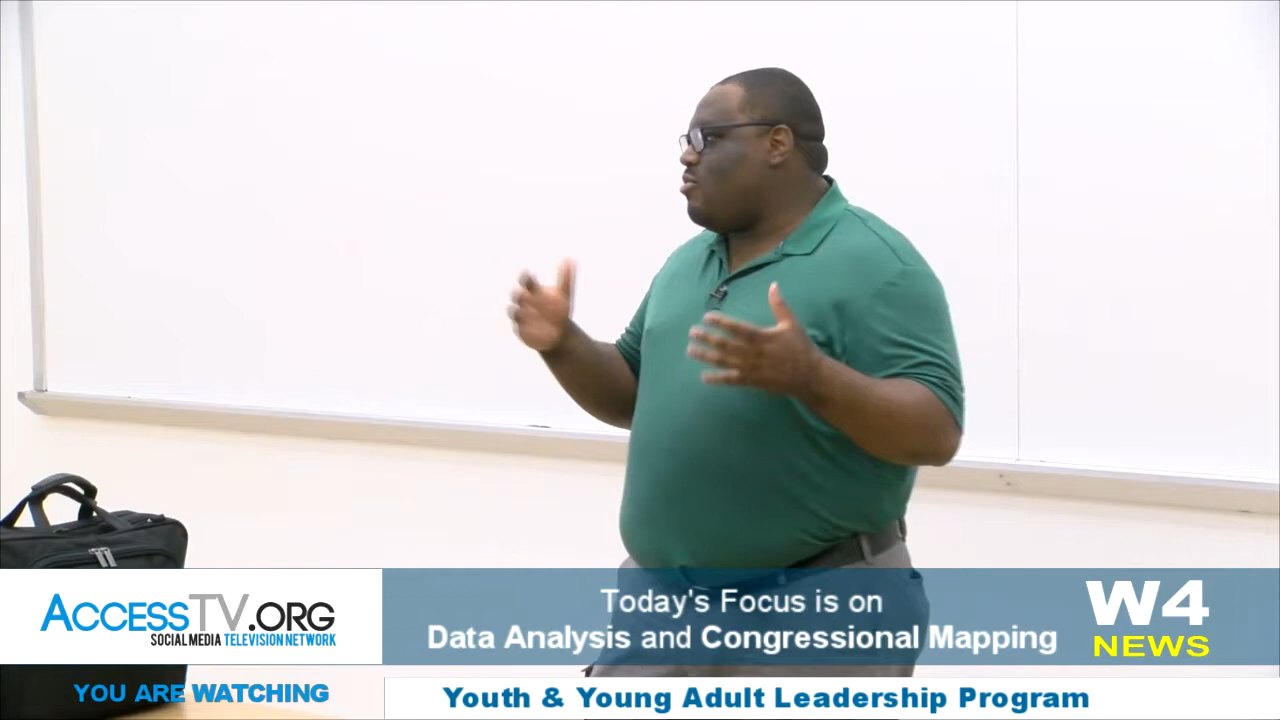 ACCESSTV.ORG
SOCIAL MEDIA TELEVISION NETWORK
Today's Focus is on
Data Analysis and Congressional Mapping
W4
NEWS
YOU ARE WATCHING
Youth & Young Adult Leadership Program